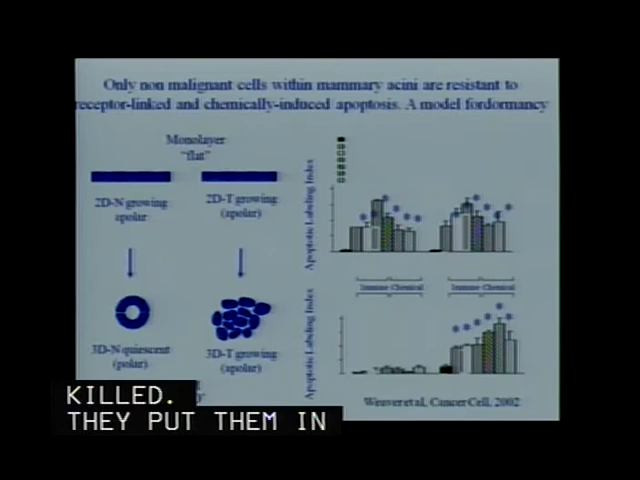 Only non malignant cells within mammary acini are resistant to
receptor-linked and chemically-induced apoptosis. A model fordormancy
Monolayer
"flat"
2D-N growing
apolar
2D-T growing
(apolar)
3D-N quiescent
(polar)
3D-T growing
(apolar)
Apoptotic Labeling Index
Immune Chemical
Immune Chemical
Apoptotic Labeling Index
Weaver et al, Cancer Cell, 2002
KILLED.
THEY PUT THEM IN